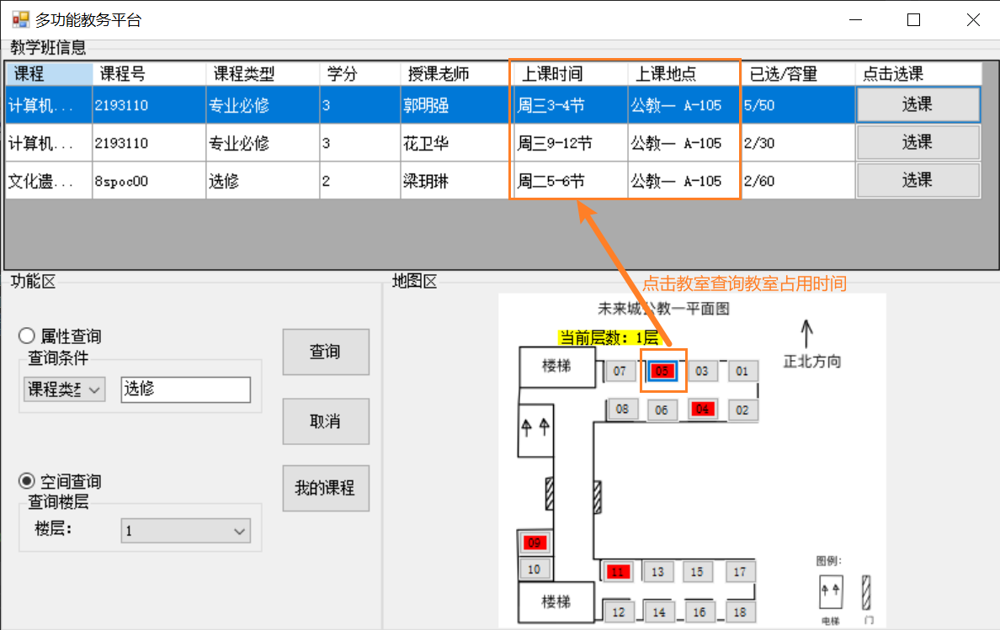 多功能教务平台
教学班信息
课程 课程号 课程类型 学分 授课老师 上课时间 上课地点 已选/容量 点击选课
计算机... 2193110 专业必修 3 郭明强 周三3-4节 公教一 A-105 5/50 选课
计算机... 2193110 专业必修 3 花卫华 周三9-12节 公教一 A-105 2/30 选课
文化遗... 8spoc00 选修 2 梁玥琳 周二5-6节 公教一 A-105 2/60 选课
功能区
属性查询
查询条件
课程类型 选修
查询
取消
我的课程
空间查询
查询楼层
楼层: 1
地图区
点击教室查询教室占用时间
未来城公教一平面图
当前层数: 1层
正北方向
楼梯 07 05 03 01
08 06 04 02
09
10
11 13 15 17
楼梯 12 14 16 18
图例:
电梯 门